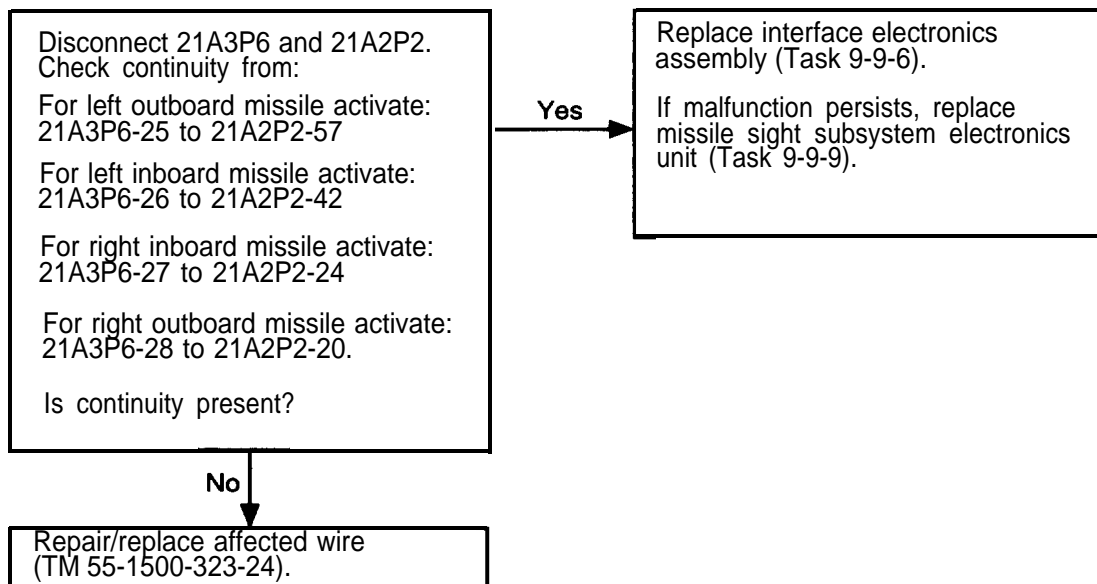 Disconnect 21A3P6 and 21A2P2.
Check continuity from:
For left outboard missile activate:
21A3P6-25 to 21A2P2-57
For left inboard missile activate:
21A3P6-26 to 21A2P2-42
For right inboard missile activate:
21A3P6-27 to 21A2P2-24
For right outboard missile activate:
21A3P6-28 to 21A2P2-20.
Is continuity present?
Yes
Replace interface electronics
assembly (Task 9-9-6).
If malfunction persists, replace
missile sight subsystem electronics
unit (Task 9-9-9).
No
Repair/replace affected wire
(TM 55-1500-323-24).